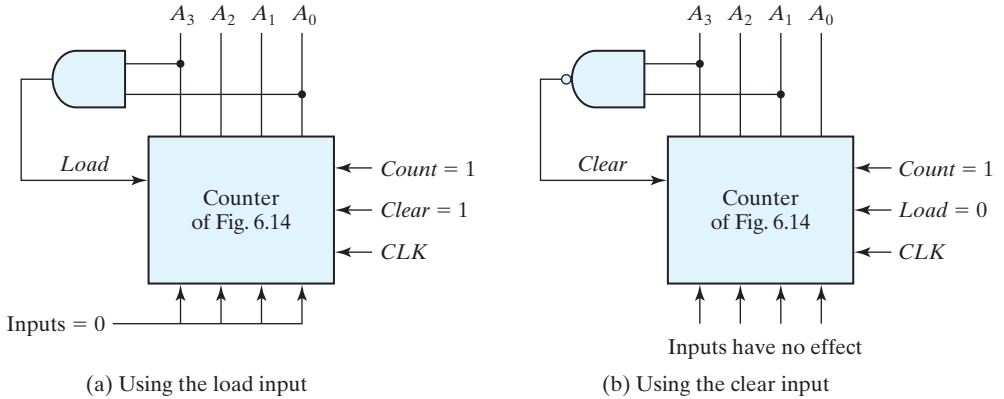 A₃ A₂ A₁ A₀
Load
Counter
of Fig. 6.14
Count = 1
Clear = 1
CLK
Inputs = 0
(a) Using the load input
A₃ A₂ A₁ A₀
Clear
Counter
of Fig. 6.14
Count = 1
Load = 0
CLK
Inputs have no effect
(b) Using the clear input